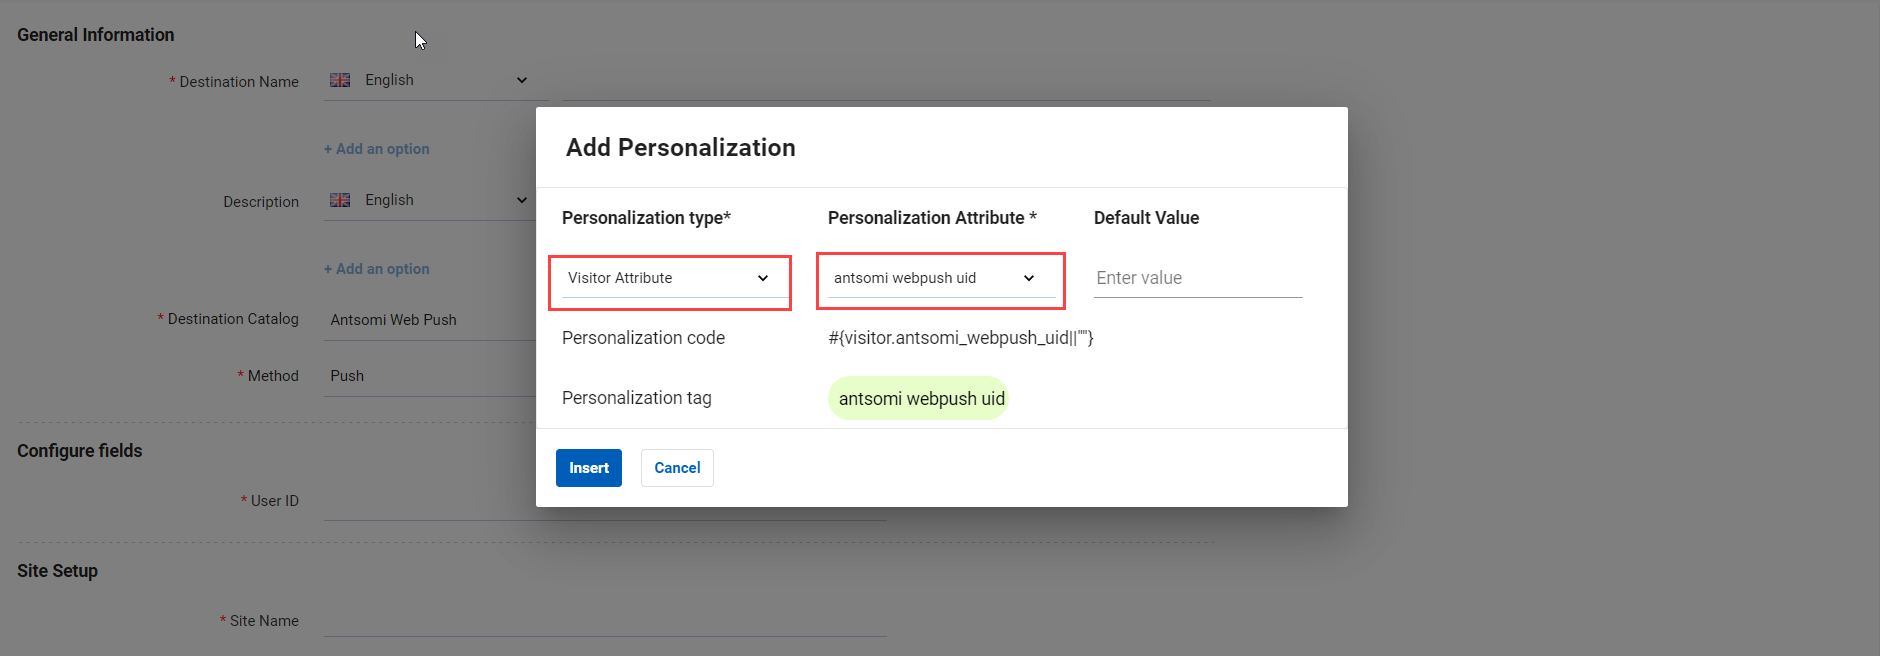 General Information
* Destination Name
English
+ Add an option
Description
English
+ Add an option
* Destination Catalog
Antsomi Web Push
* Method
Push
Configure fields
* User ID
Site Setup
* Site Name
Add Personalization
Personalization type*
Personalization Attribute *
Default Value
Visitor Attribute
antsomi webpush uid
Enter value
Personalization code
#{visitor.antsomi_webpush_uid||""}
Personalization tag
antsomi webpush uid
Insert
Cancel